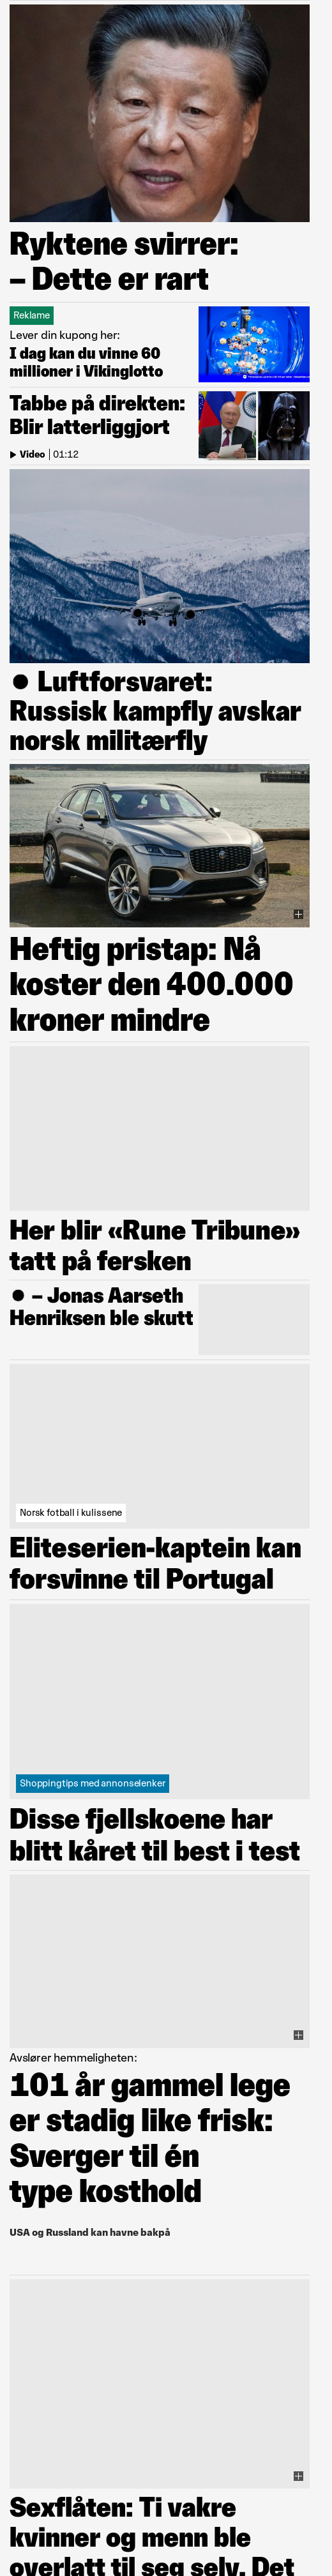 Ryktene svirrer:
– Dette er rart
Reklame
Lever din kupong her:
I dag kan du vinne 60
millioner i Vikinglotto
Tabbe på direkten:
Blir latterliggjort
Video | 01:12
Luftforsvaret:
Russisk kampfly avskar
norsk militærfly
Heftig pristap: Nå
koster den 400.000
kroner mindre
Her blir «Rune Tribune»
tatt på fersken
– Jonas Aarseth
Henriksen ble skutt
Norsk fotball i kulissene
Eliteserien-kaptein kan
forsvinne til Portugal
Shoppingtips med annonselenker
Disse fjellskoene har
blitt kåret til best i test
Avslører hemmeligheten:
101 år gammel lege
er stadig like frisk:
Sverger til én
type kosthold
USA og Russland kan havne bakpå
Sexflåten: Ti vakre
kvinner og menn ble
overlatt til seg selv. Det